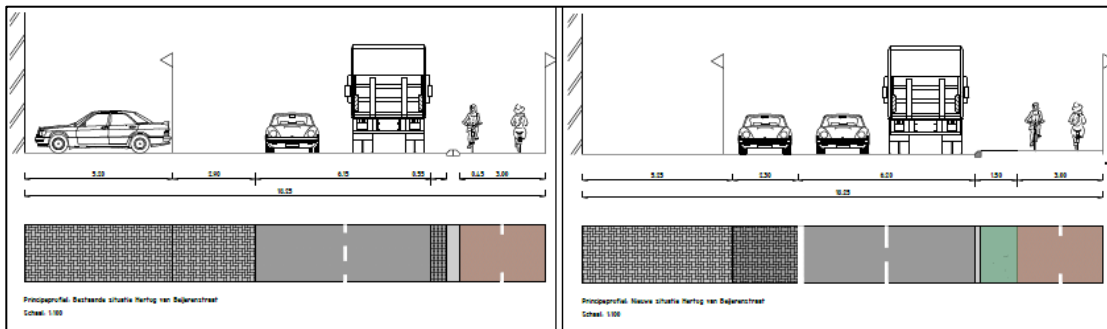 5.20 2.90 6.15 0.55 0.45 3.00
18.25
Principeprofiel: Bestaande situatie Hertog van Beijerenstraat
Schaal: 1:100
5.25 2.30 6.20 1.50 3.00
18.25
Principeprofiel: Nieuwe situatie Hertog van Beijerenstraat
Schaal: 1:100